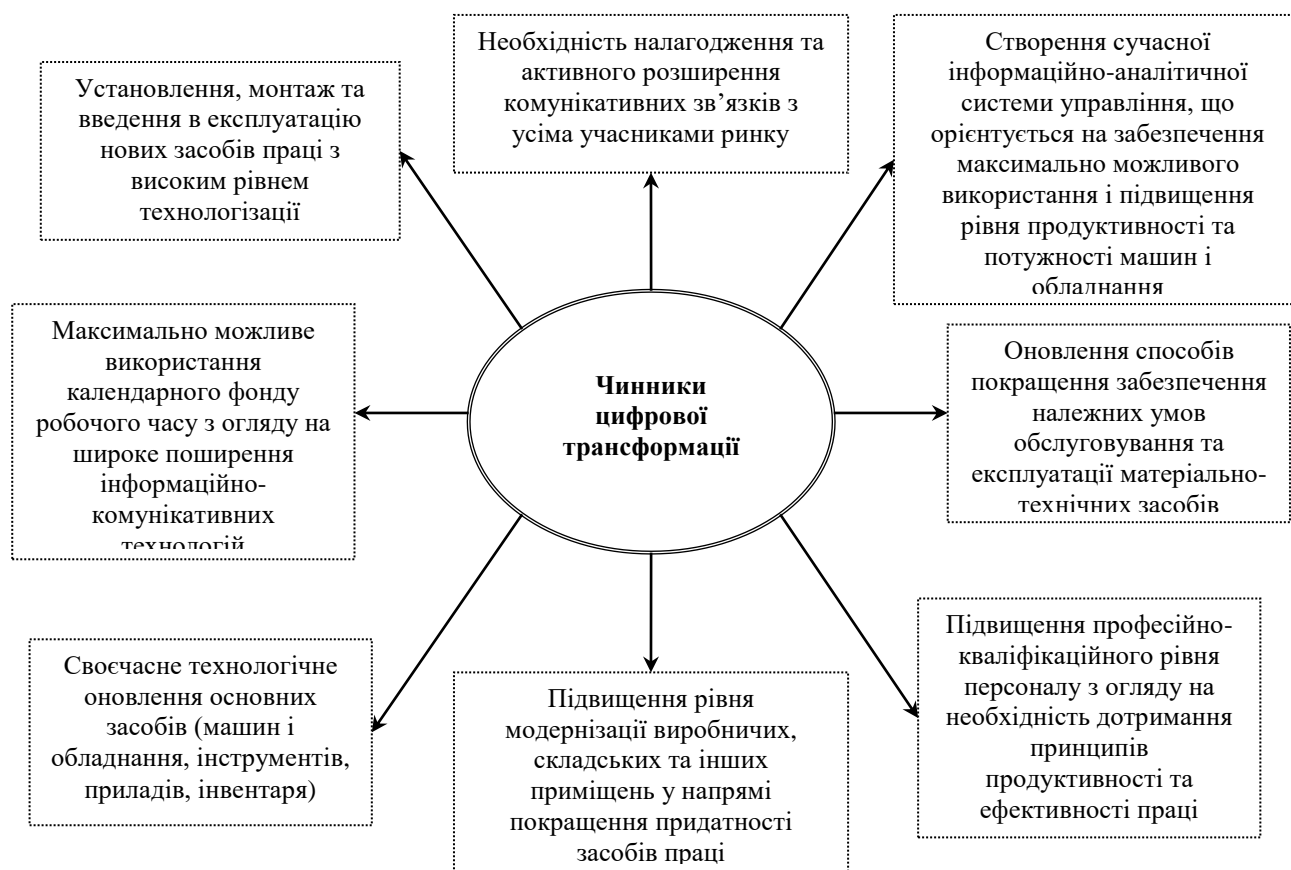 Необхідність налагодження та
активного розширення
комунікативних зв’язків з
усіма учасниками ринку
Створення сучасної
інформаційно-аналітичної
системи управління, що
орієнтується на забезпечення
максимально можливого
використання і підвищення
рівня продуктивності та
потужності машин і
обладнання
Установлення, монтаж та
введення в експлуатацію
нових засобів праці з
високим рівнем
технологізації
Максимально можливе
використання
календарного фонду
робочого часу з огляду на
широке поширення
інформаційно-
комунікативних
технологій
Чинники
цифрової
трансформації
Оновлення способів
покращення забезпечення
належних умов
обслуговування та
експлуатації матеріально-
технічних засобів
Своєчасне технологічне
оновлення основних
засобів (машин і
обладнання, інструментів,
приладів, інвентаря)
Підвищення рівня
модернізації виробничих,
складських та інших
приміщень у напрямі
покращення придатності
засобів праці
Підвищення професійно-
кваліфікаційного рівня
персоналу з огляду на
необхідність дотримання
принципів
продуктивності та
ефективності праці